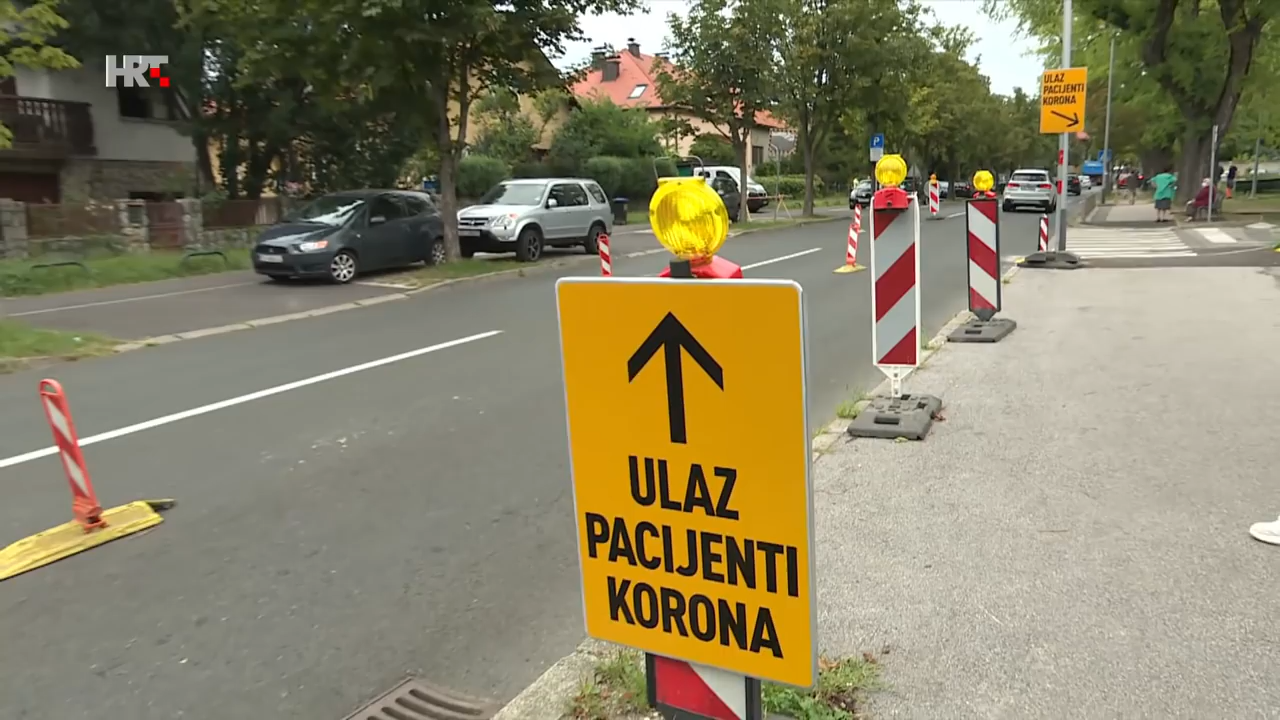 HRT
ULAZ
PACIJENTI
KORONA
P
ULAZ
PACIJENTI
KORONA